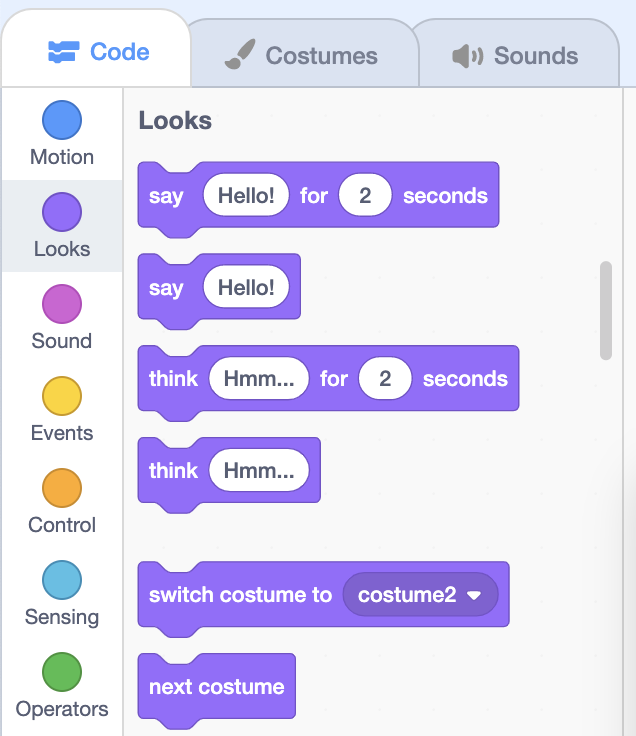 Code
Costumes
Sounds
Motion
Looks
Sound
Events
Control
Sensing
Operators
Looks
say Hello! for 2 seconds
say Hello!
think Hmm... for 2 seconds
think Hmm...
switch costume to costume2
next costume